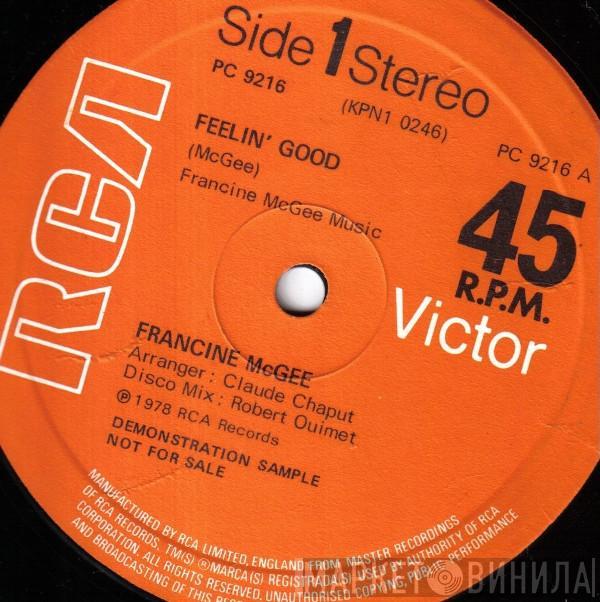 RCA
Side 1 Stereo
PC 9216
(KPN1 0246)
PC 9216 A
FEELIN' GOOD
(McGee)
Francine McGee Music
45
R.P.M.
Victor
FRANCINE McGEE
Arranger : Claude Chaput
Disco Mix : Robert Ouimet
℗ 1978 RCA Records
DEMONSTRATION SAMPLE
NOT FOR SALE
MANUFACTURED BY RCA LIMITED, ENGLAND FROM MASTER RECORDINGS
OF RCA RECORDS, TM(S) ® MARCA(S) REGISTRADA(S) USED BY AUTHORITY OF RCA
CORPORATION. ALL RIGHTS RESERVED. UNAUTHORISED COPYING, PUBLIC PERFORMANCE
AND BROADCASTING OF THIS
МАРКЕТ ВИНИЛА